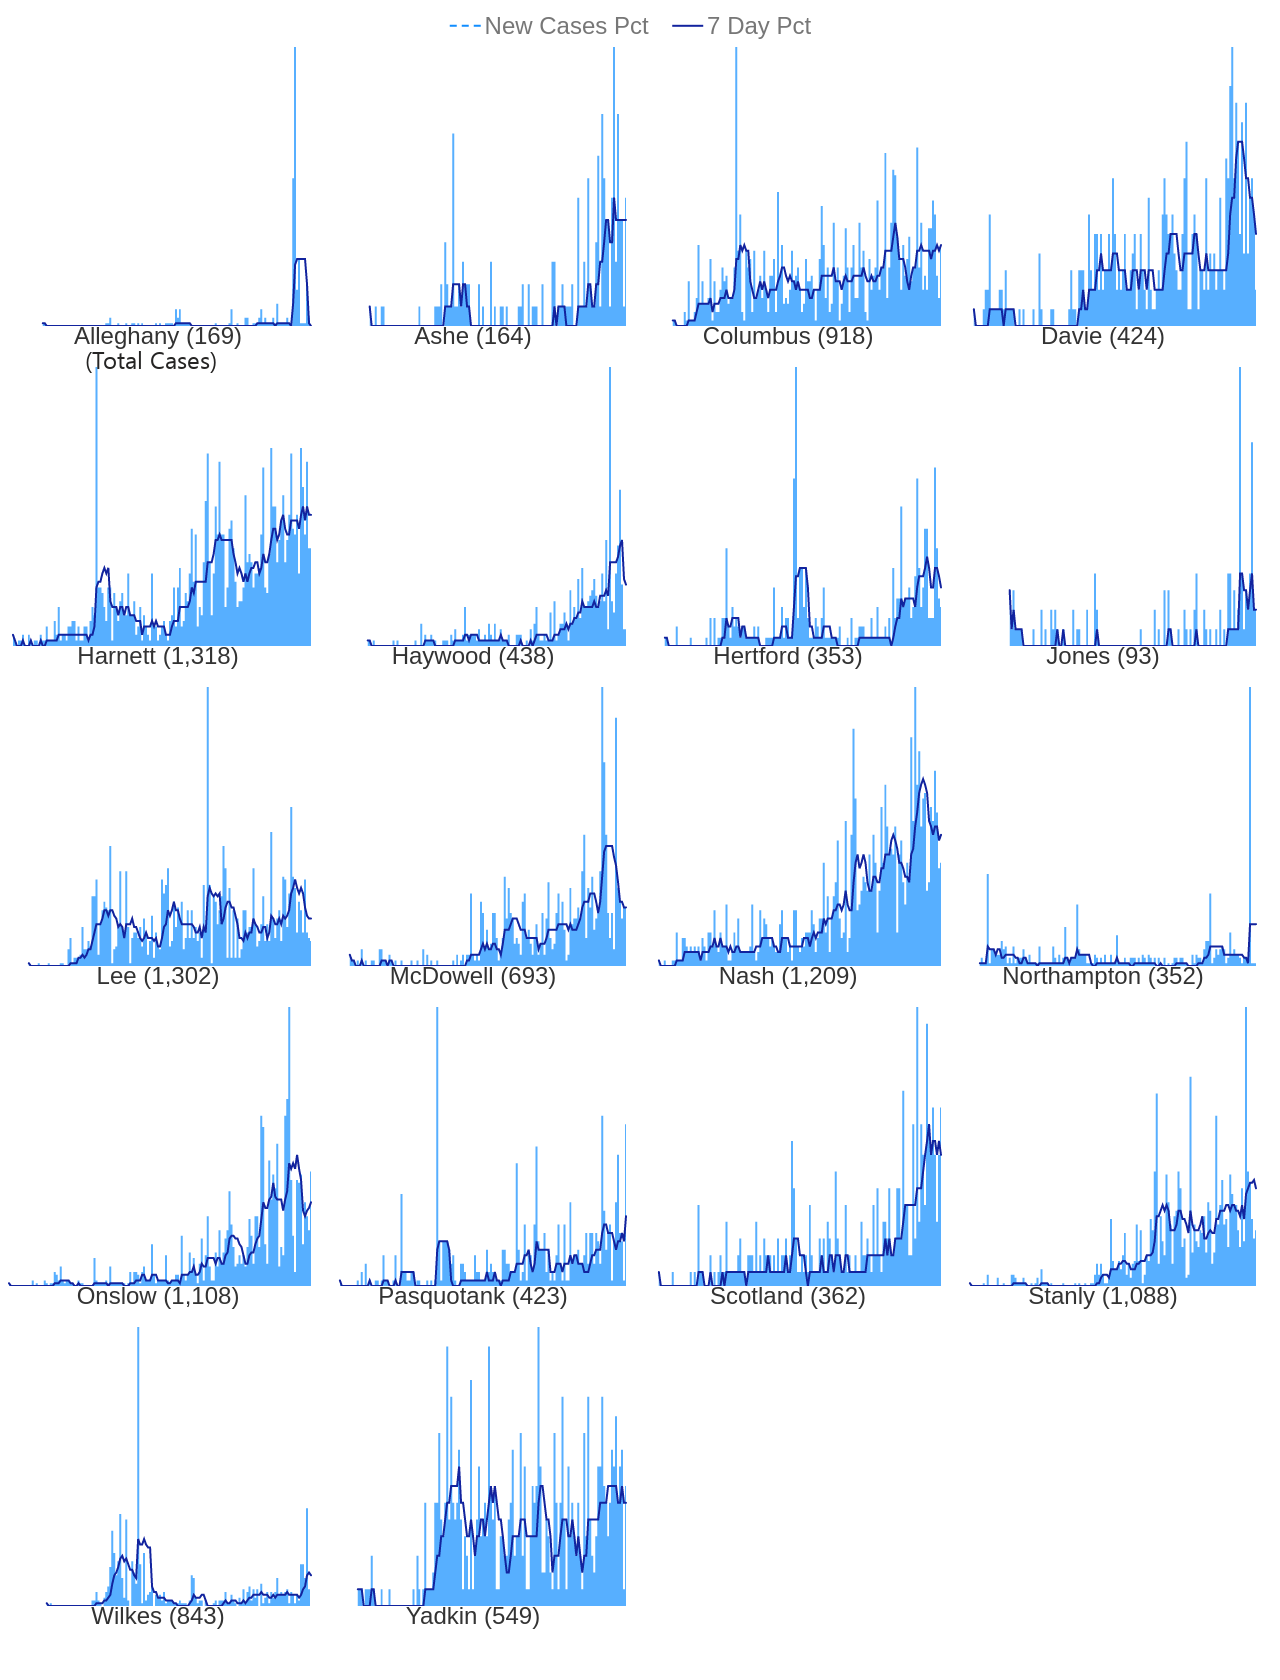 New Cases Pct 7 Day Pct
Alleghany (169) Ashe (164) Columbus (918) Davie (424)
(Total Cases)
Harnett (1,318) Haywood (438) Hertford (353) Jones (93)
Lee (1,302) McDowell (693) Nash (1,209) Northampton (352)
Onslow (1,108) Pasquotank (423) Scotland (362) Stanly (1,088)
Wilkes (843) Yadkin (549)